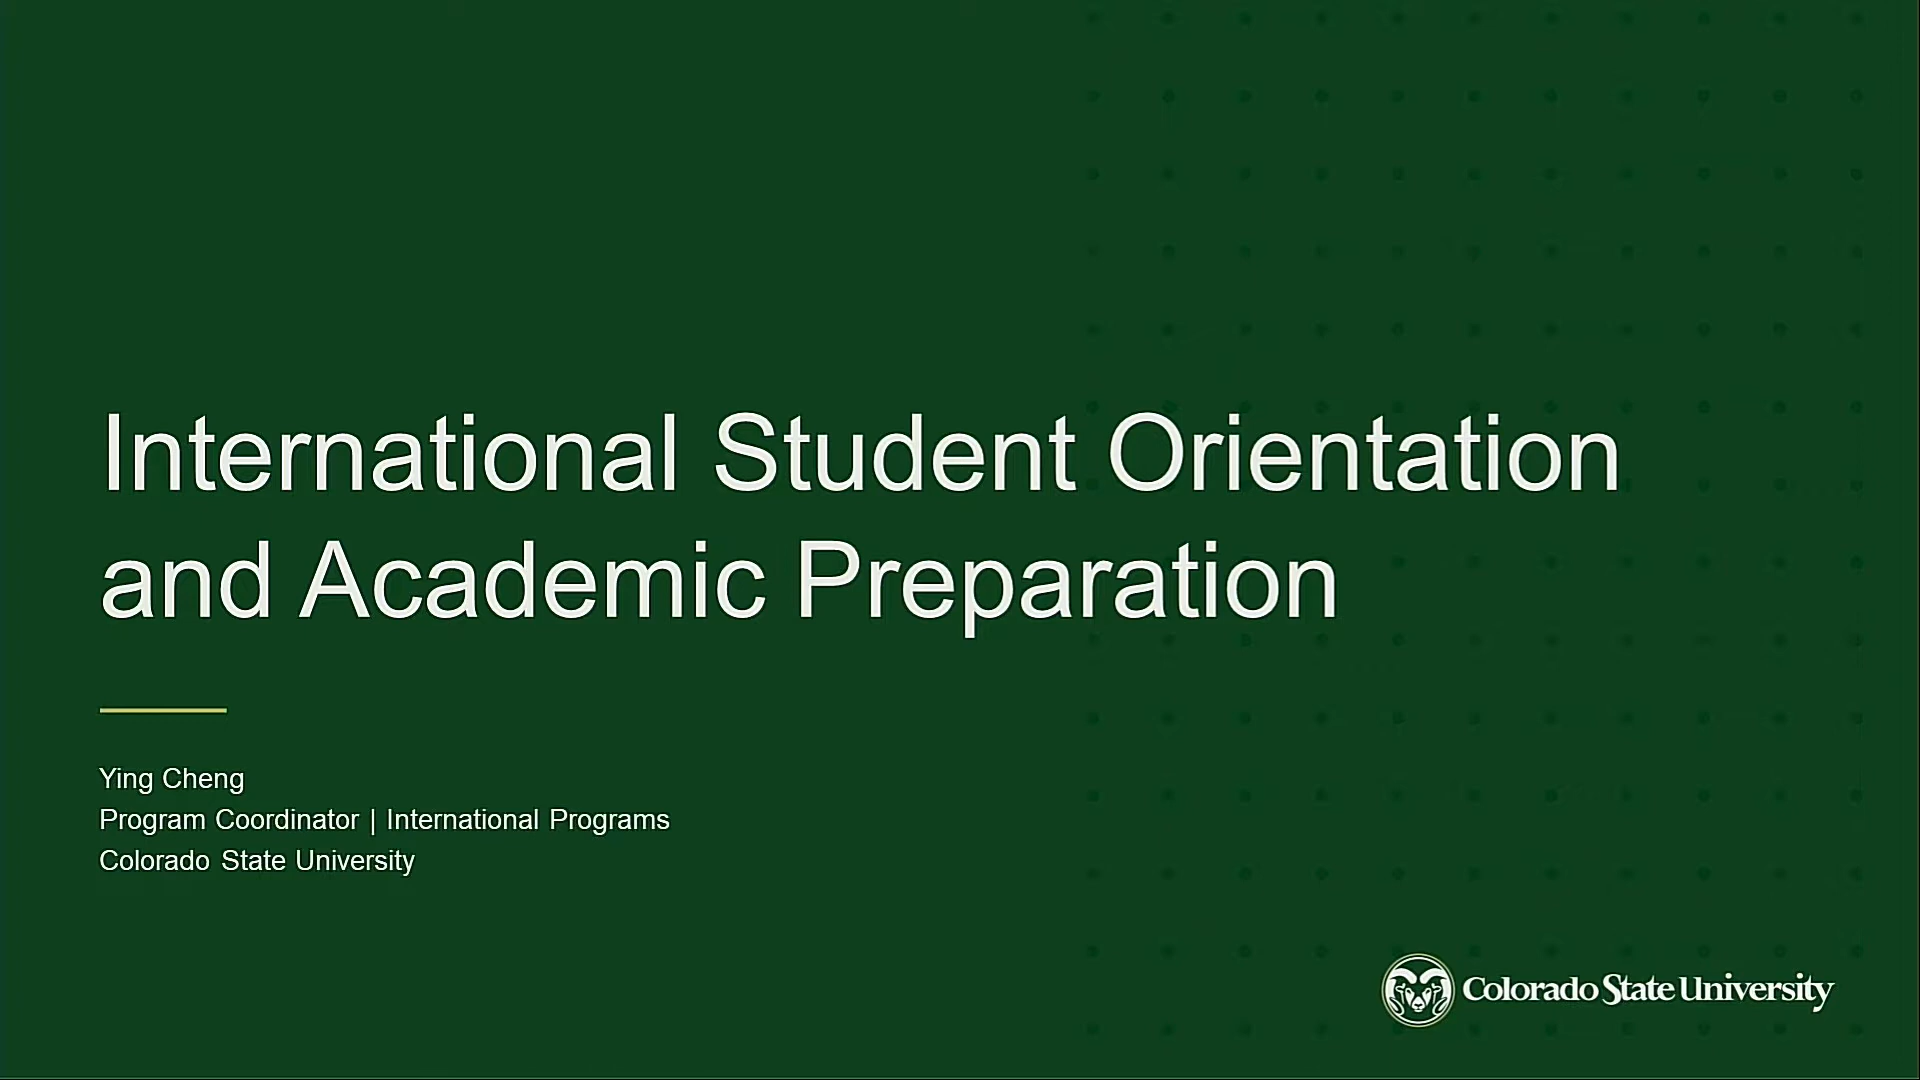 International Student Orientation
and Academic Preparation
Ying Cheng
Program Coordinator | International Programs
Colorado State University
Colorado State University